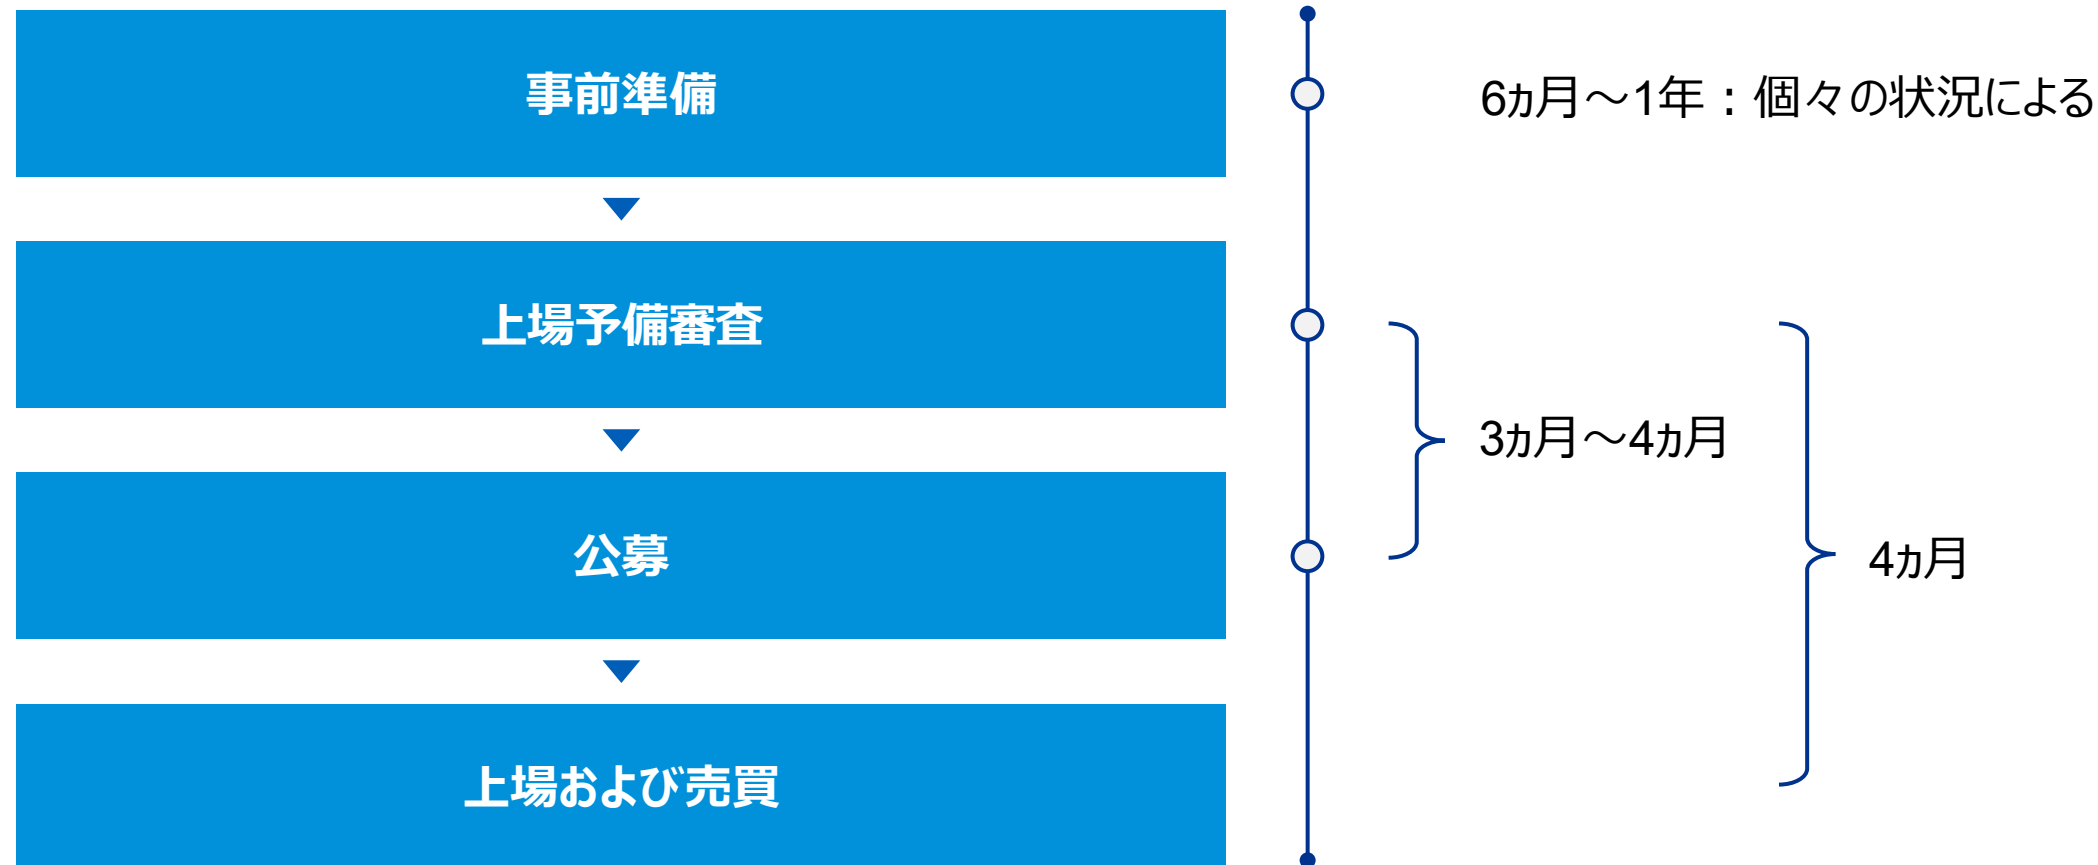 事前準備
6ヵ月～1年：個々の状況による
上場予備審査
3ヵ月～4ヵ月
公募
4ヵ月
上場および売買